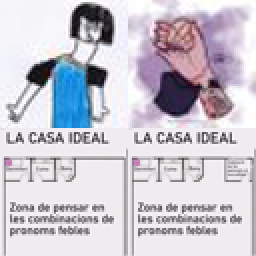 LA CASA IDEAL
LA CASA IDEAL
Zona de pensar en
les combinacions de
pronoms febles
Zona de pensar en
les combinacions de
pronoms febles